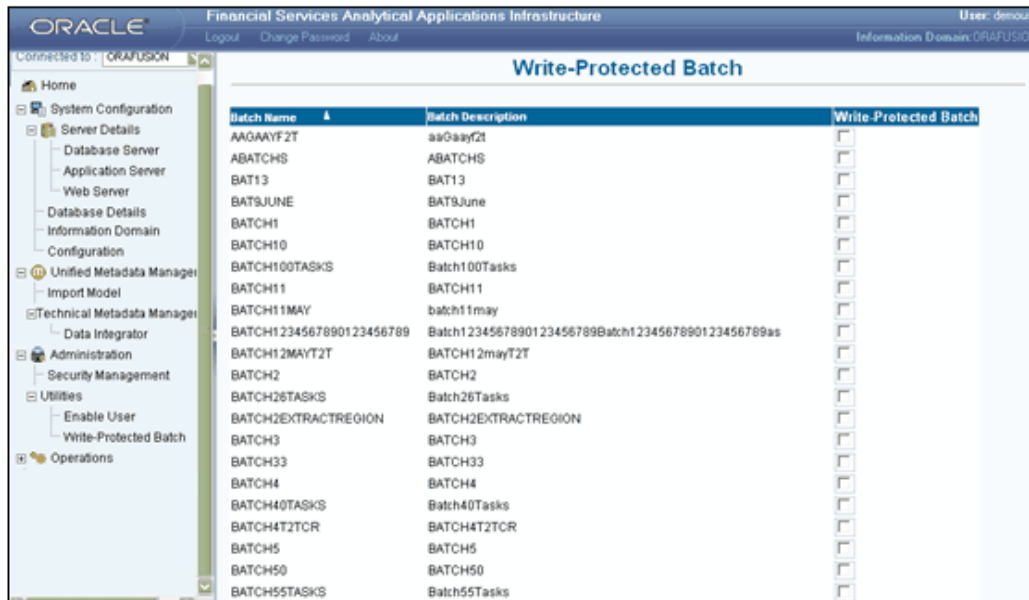 ORACLE
Financial Services Analytical Applications Infrastructure
User: demou
Logout Change Password About
Information Domain:ORAFUSIO
Connected to : ORAFUSION
Home
System Configuration
Server Details
Database Server
Application Server
Web Server
Database Details
Information Domain
Configuration
Unified Metadata Manager
Import Model
Technical Metadata Manager
Data Integrator
Administration
Security Management
Utilities
Enable User
Write-Protected Batch
Operations
Write-Protected Batch
Batch Name Batch Description Write-Protected Batch
AAGAAYF2T aaGaayf2t
ABATCHS ABATCHS
BAT13 BAT13
BAT9JUNE BAT9June
BATCH1 BATCH1
BATCH10 BATCH10
BATCH100TASKS Batch100Tasks
BATCH11 BATCH11
BATCH11MAY batch11may
BATCH1234567890123456789 Batch1234567890123456789Batch1234567890123456789as
BATCH12MAYT2T BATCH12mayT2T
BATCH2 BATCH2
BATCH26TASKS Batch26Tasks
BATCH2EXTRACTREGION BATCH2EXTRACTREGION
BATCH3 BATCH3
BATCH33 BATCH33
BATCH4 BATCH4
BATCH40TASKS Batch40Tasks
BATCH4T2TCR BATCH4T2TCR
BATCH5 BATCH5
BATCH50 BATCH50
BATCH55TASKS Batch55Tasks